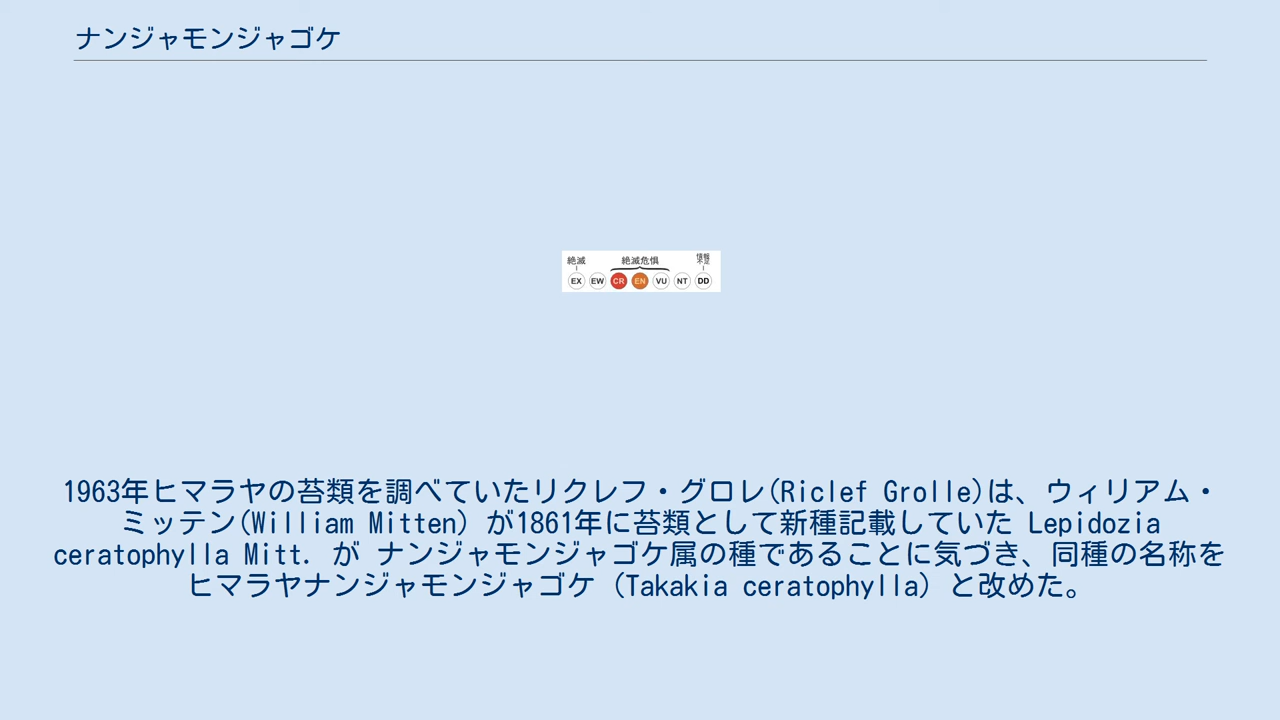 ナンジャモンジャゴケ
絶滅 絶滅危惧 情報不足
EX EW CR EN VU NT DD
1963年ヒマラヤの苔類を調べていたリクレフ・グロレ(Riclef Grolle)は、ウィリアム・
ミッテン(William Mitten) が1861年に苔類として新種記載していた Lepidozia
ceratophylla Mitt. が ナンジャモンジャゴケ属の種であることに気づき、同種の名称を
ヒマラヤナンジャモンジャゴケ (Takakia ceratophylla) と改めた。